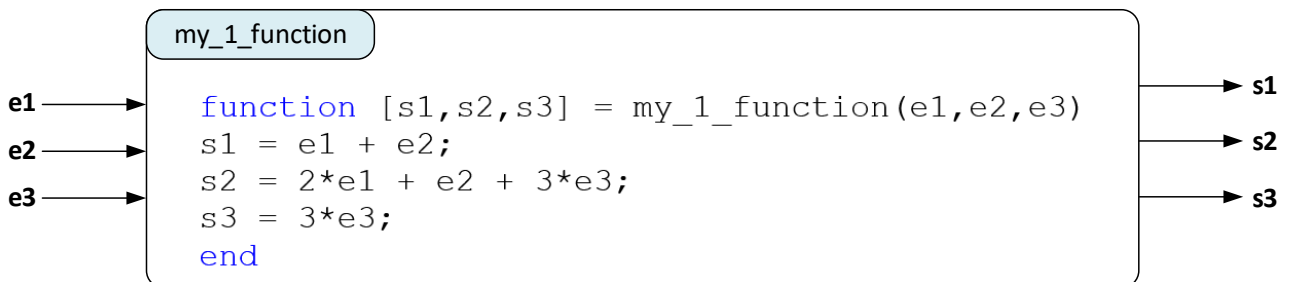 my_1_function
e1
e2
e3
function [s1,s2,s3] = my_1_function(e1,e2,e3)
s1 = e1 + e2;
s2 = 2*e1 + e2 + 3*e3;
s3 = 3*e3;
end
s1
s2
s3